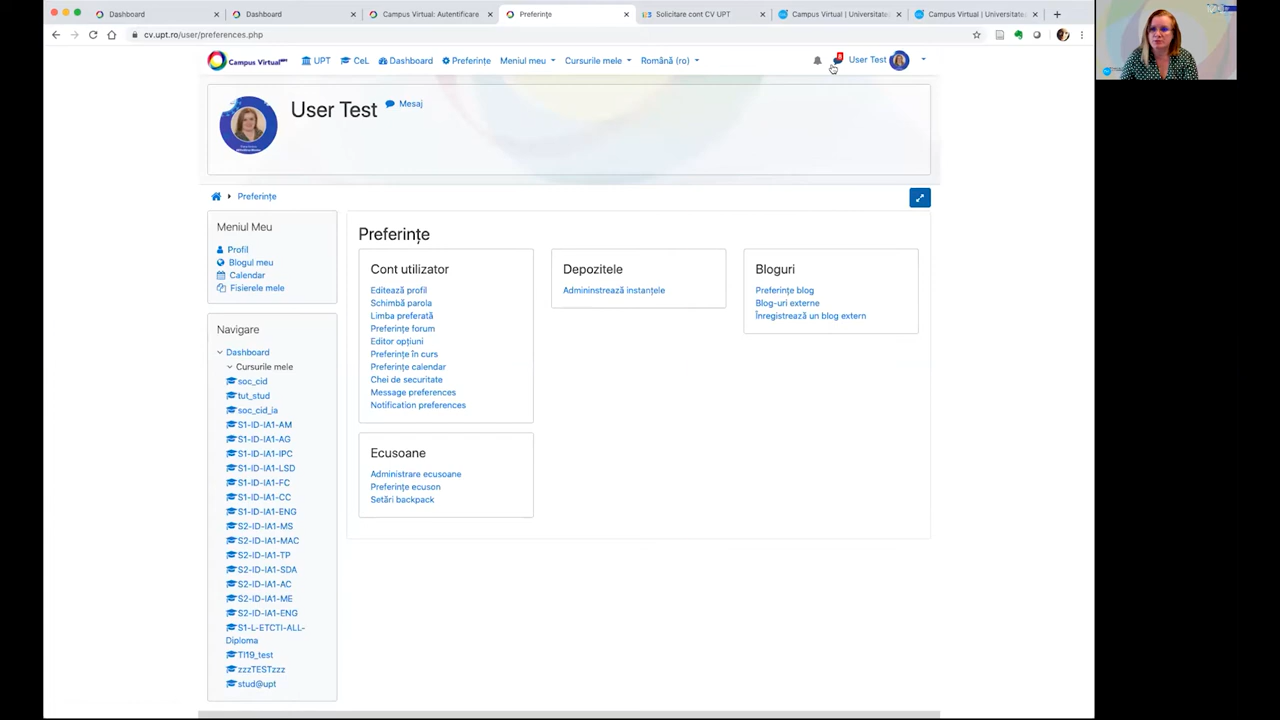 Dashboard
Dashboard
Campus Virtual: Autentificare
Preferințe
Solicitare cont CV UPT
Campus Virtual | Universitate
Campus Virtual | Universitate
cv.upt.ro/user/preferences.php
Campus Virtual UPT
CeL
Dashboard
Preferințe
Meniul meu
Cursurile mele
Română (ro)
User Test
User Test
Mesaj
Preferințe
Meniul Meu
Profil
Blogul meu
Calendar
Fisierele mele
Navigare
Dashboard
Cursurile mele
soc_cid
tut_stud
soc_cid_ia
S1-ID-IA1-AM
S1-ID-IA1-AG
S1-ID-IA1-IPC
S1-ID-IA1-LSD
S1-ID-IA1-FC
S1-ID-IA1-CC
S1-ID-IA1-ENG
S2-ID-IA1-MS
S2-ID-IA1-MAC
S2-ID-IA1-TP
S2-ID-IA1-SDA
S2-ID-IA1-AC
S2-ID-IA1-ME
S2-ID-IA1-ENG
S1-L-ETCTI-ALL-
Diploma
TI19_test
zzzTESTzzz
stud@upt
Preferințe
Cont utilizator
Editează profil
Schimbă parola
Limba preferată
Preferințe forum
Editor opțiuni
Preferințe în curs
Preferințe calendar
Chei de securitate
Message preferences
Notification preferences
Ecusoane
Administrare ecusoane
Preferințe ecuson
Setări backpack
Depozitele
Admininstrează instanțele
Bloguri
Preferințe blog
Blog-uri externe
Înregistrează un blog extern